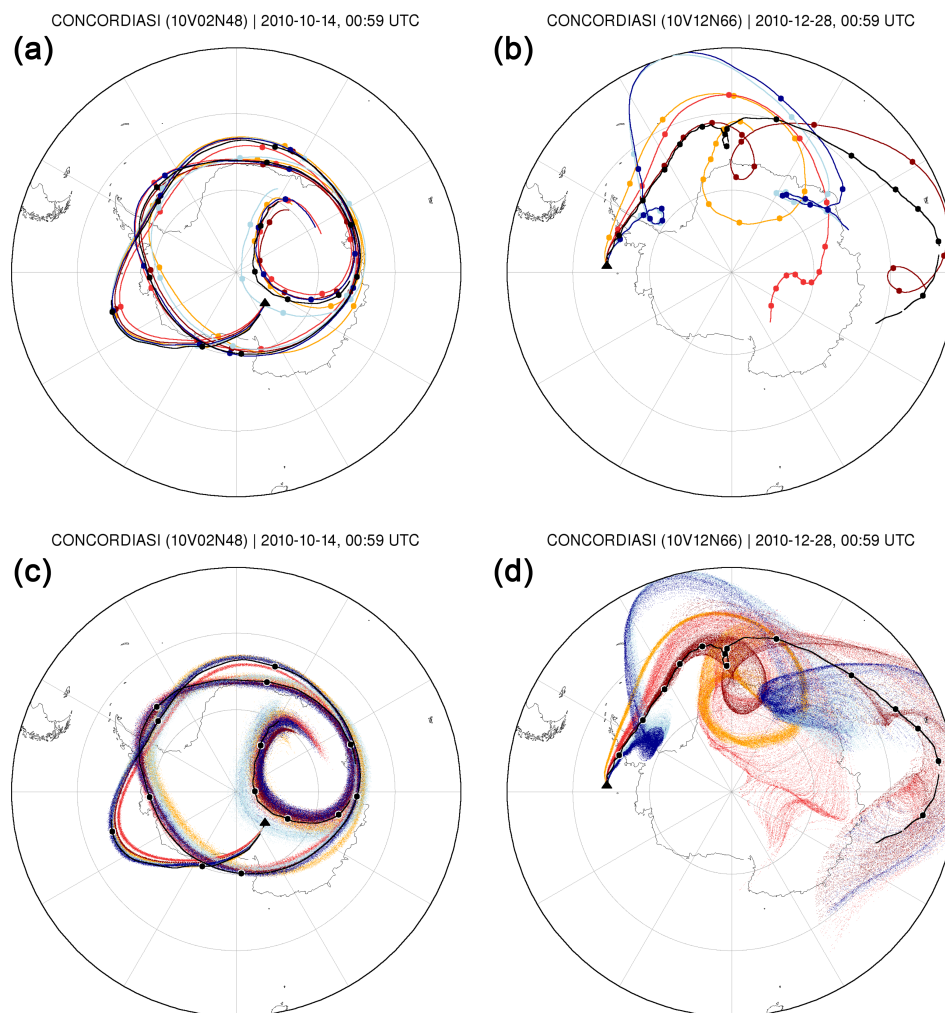 CONCORDIASI (10V02N48) | 2010-10-14, 00:59 UTC
(a)
CONCORDIASI (10V12N66) | 2010-12-28, 00:59 UTC
(b)
CONCORDIASI (10V02N48) | 2010-10-14, 00:59 UTC
(c)
CONCORDIASI (10V12N66) | 2010-12-28, 00:59 UTC
(d)